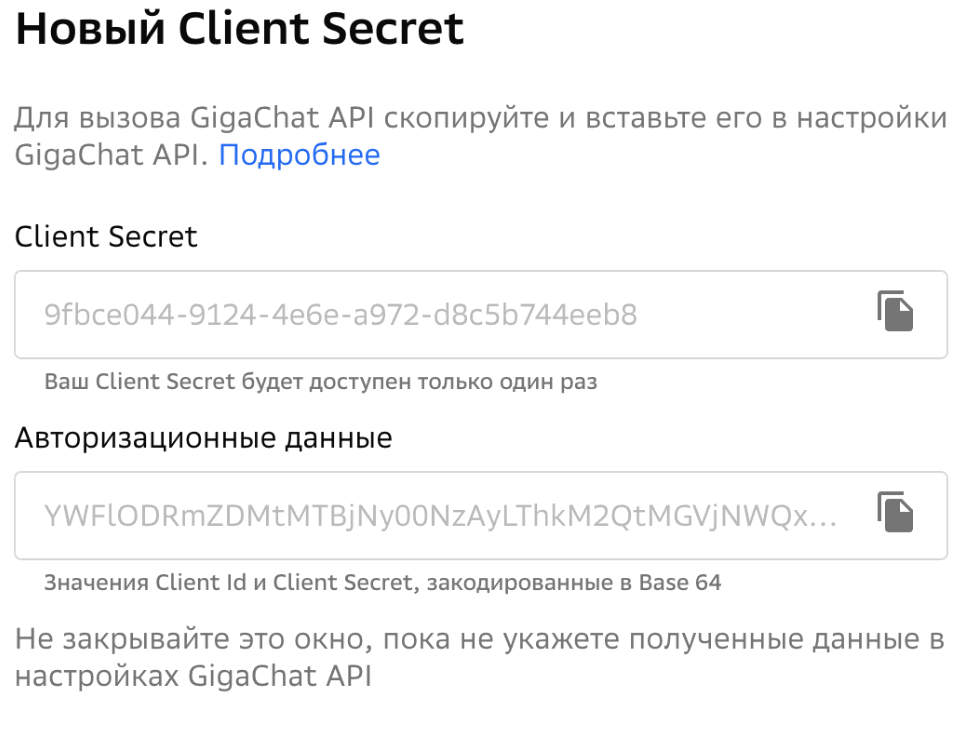 Новый Client Secret
Для вызова GigaChat API скопируйте и вставьте его в настройки
GigaChat API. Подробнее
Client Secret
9fbce044-9124-4e6e-a972-d8c5b744eeb8
Ваш Client Secret будет доступен только один раз
Авторизационные данные
YWFlODRmZDMtMTBjNy00NzAyLThkM2QtMGVjNWQx...
Значения Client Id и Client Secret, закодированные в Base 64
Не закрывайте это окно, пока не укажете полученные данные в
настройках GigaChat API